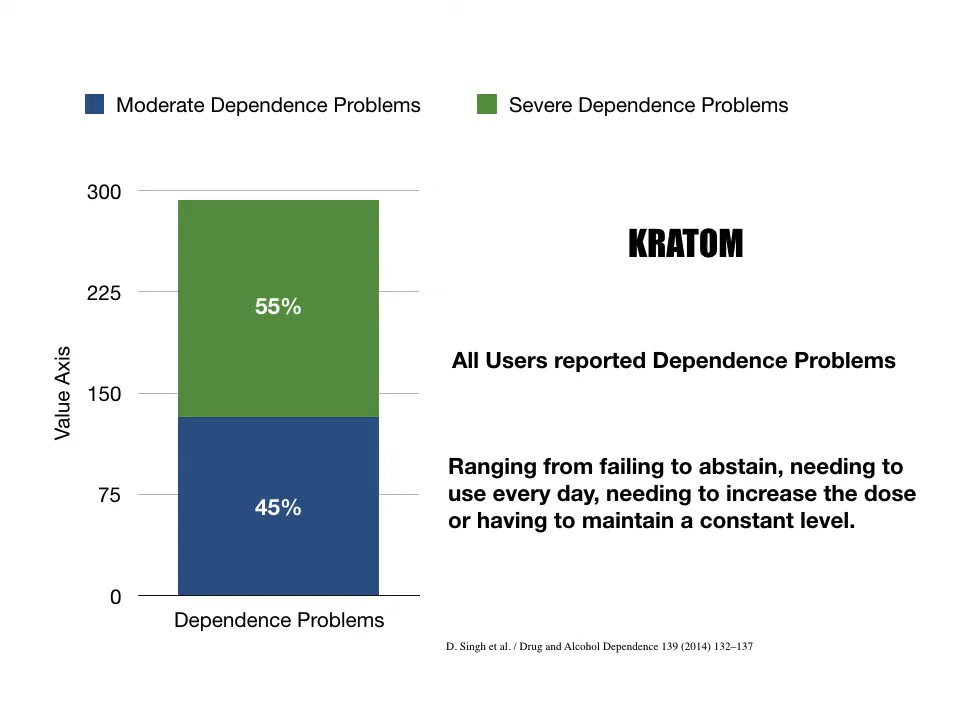 Moderate Dependence Problems
Severe Dependence Problems
300
225
150
75
0
Value Axis
55%
45%
Dependence Problems
KRATOM
All Users reported Dependence Problems
Ranging from failing to abstain, needing to
use every day, needing to increase the dose
or having to maintain a constant level.
D. Singh et al. / Drug and Alcohol Dependence 139 (2014) 132–137